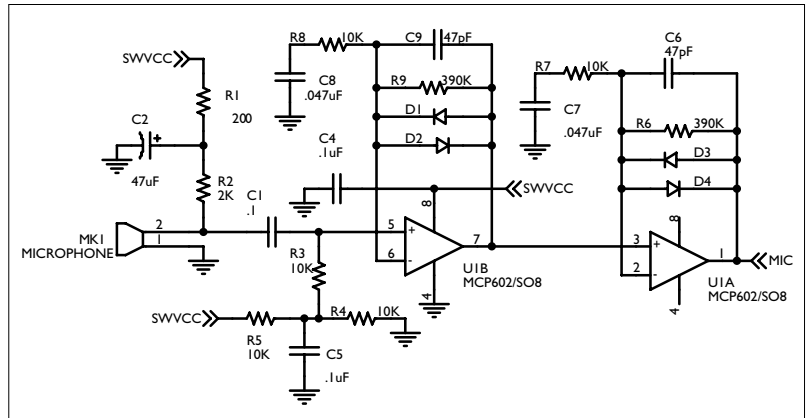 R8
10K
C9
47pF
C6
47pF
SWVCC
R7
10K
R1
200
C8
.047uF
R9
390K
C7
.047uF
R6
390K
D1
C2
D2
D3
47uF
C4
.1uF
D4
R2
2K
C1
.1
SWVCC
8
8
MK1
MICROPHONE
2
1
5
+
6
-
7
3
+
2
-
1
MIC
R3
10K
U1B
MCP602/SO8
U1A
MCP602/SO8
4
4
SWVCC
R4
10K
R5
10K
C5
.1uF